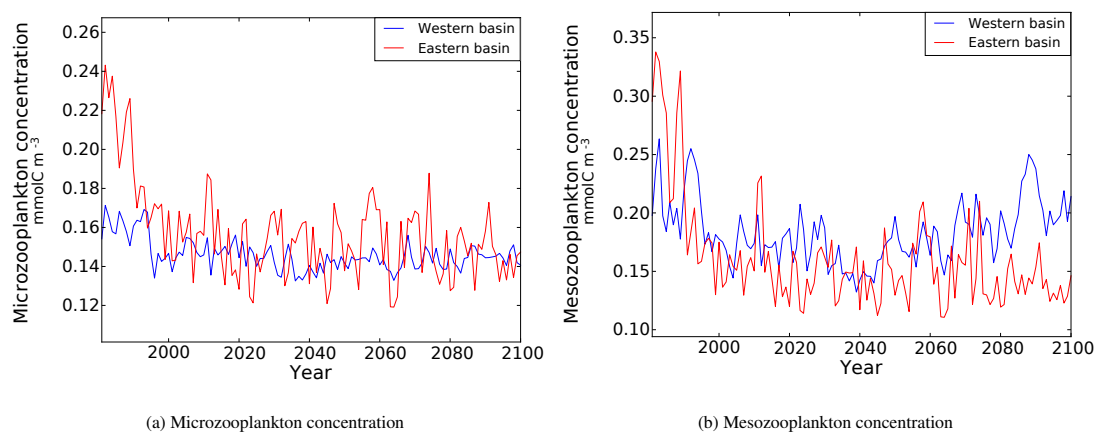 Microzooplankton concentration
mmolC m -3
0.26
0.24
0.22
0.20
0.18
0.16
0.14
0.12
Western basin
Eastern basin
2000
2020
2040
2060
2080
2100
Year
(a) Microzooplankton concentration
Mesozooplankton concentration
mmolC m -3
0.35
0.30
0.25
0.20
0.15
0.10
Western basin
Eastern basin
2000
2020
2040
2060
2080
2100
Year
(b) Mesozooplankton concentration